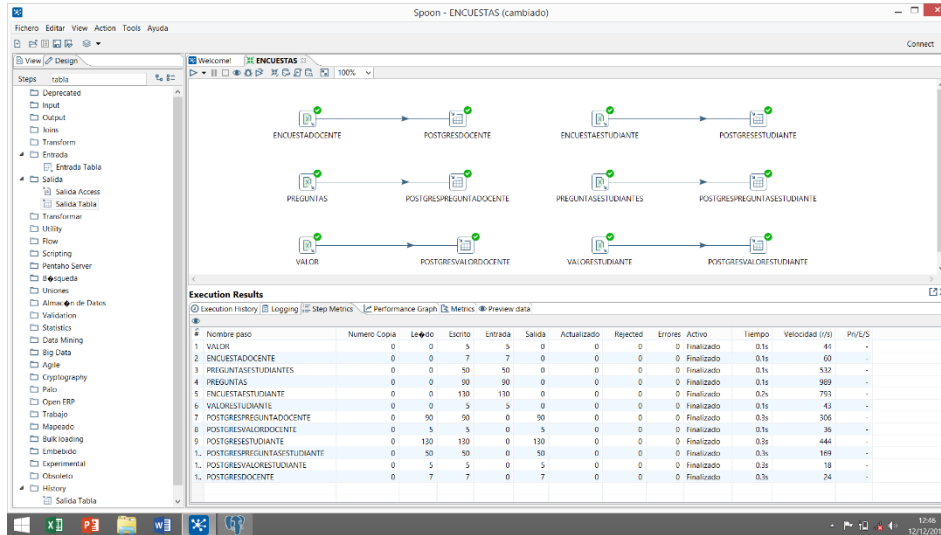 Spoon - ENCUESTAS (cambiado)
Fichero Editar View Action Tools Ayuda
Connect
View Design
Welcome! ENCUESTAS
Steps tabla
100%
Deprecated
Input
Output
Joins
Transform
Entrada
Entrada Tabla
Salida
Salida Access
Salida Tabla
Transformar
Utility
Flow
Scripting
Pentaho Server
B�squeda
Uniones
Almac�n de Datos
Validation
Statistics
Data Mining
Big Data
Agile
Cryptography
Palo
Open ERP
Trabajo
Mapeado
Bulk loading
Embebido
Experimental
Obsoleto
History
Salida Tabla
ENCUESTADOCENTE POSTGRESDOCENTE ENCUESTAESTUDIANTE POSTGRESESTUDIANTE
PREGUNTAS POSTGRESPREGUNTADOCENTE PREGUNTASESTUDIANTES POSTGRESPREGUNTASESTUDIANTE
VALOR POSTGRESVALORDOCENTE VALORESTUDIANTE POSTGRESVALORESTUDIANTE
Execution Results
Execution History Logging Step Metrics Performance Graph Metrics Preview data
# Nombre paso Numero Copia Le�do Escrito Entrada Salida Actualizado Rejected Errores Activo Tiempo Velocidad (r/s) Pri/E/S
1 VALOR 0 0 5 5 0 0 0 0 Finalizado 0.1s 44 -
2 ENCUESTADOCENTE 0 0 7 7 0 0 0 0 Finalizado 0.1s 60 -
3 PREGUNTASESTUDIANTES 0 0 50 50 0 0 0 0 Finalizado 0.1s 532 -
4 PREGUNTAS 0 0 90 90 0 0 0 0 Finalizado 0.1s 989 -
5 ENCUESTAESTUDIANTE 0 0 130 130 0 0 0 0 Finalizado 0.2s 793 -
6 VALORESTUDIANTE 0 0 5 5 0 0 0 0 Finalizado 0.1s 43 -
7 POSTGRESPREGUNTADOCENTE 0 90 90 0 90 0 0 0 Finalizado 0.3s 306 -
8 POSTGRESVALORDOCENTE 0 5 5 0 5 0 0 0 Finalizado 0.1s 36 -
9 POSTGRESESTUDIANTE 0 130 130 0 130 0 0 0 Finalizado 0.3s 444 -
1.. POSTGRESPREGUNTASESTUDIANTE 0 50 50 0 50 0 0 0 Finalizado 0.3s 169 -
1.. POSTGRESVALORESTUDIANTE 0 5 5 0 5 0 0 0 Finalizado 0.3s 18 -
1.. POSTGRESDOCENTE 0 7 7 0 7 0 0 0 Finalizado 0.3s 24 -
12:46
12/12/201